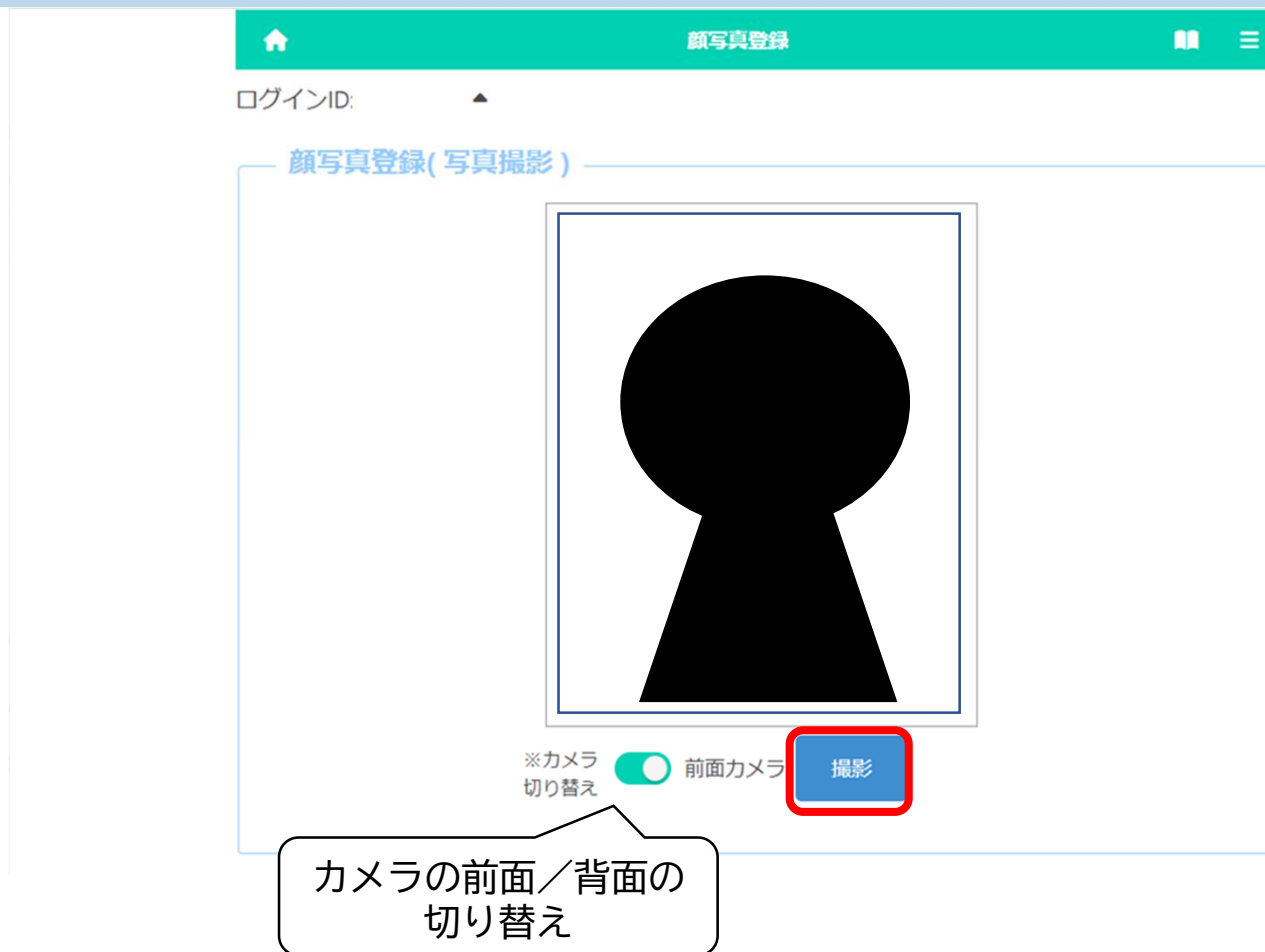 顔写真登録
ログインID:
顔写真登録( 写真撮影 )
※カメラ
切り替え
前面カメラ
撮影
カメラの前面／背面の
切り替え